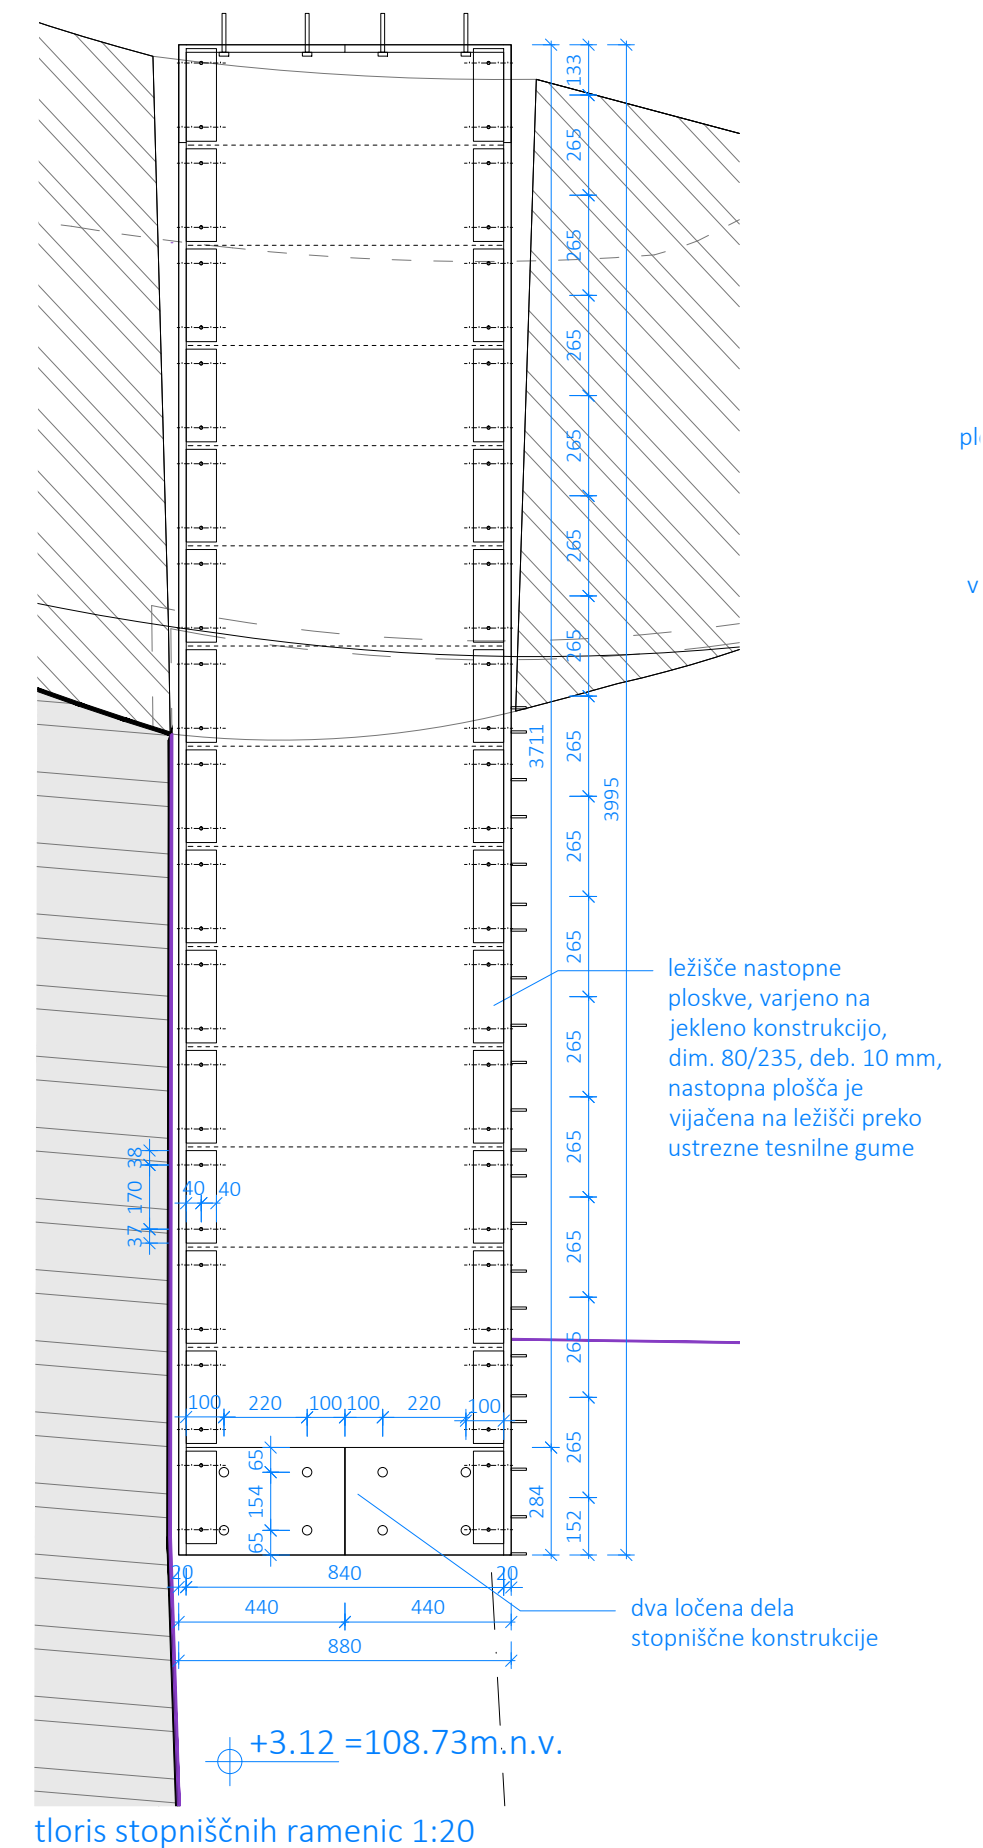 133
265
265
265
265
pl
265
v
265
3711
265
3995
265
265
ležišče nastopne
ploskve, varjeno na
jekleno konstrukcijo,
dim. 80/235, deb. 10 mm,
nastopna plošča je
vijačena na ležišči preko
ustrezne tesnilne gume
265
265
38
170
37
40 40
265
265
265
100 220 100 100 220 100
265
65
154
65
284
152
20 840 20
440 440
880
dva ločena dela
stopniščne konstrukcije
+3.12 =108.73m.n.v.
tloris stopniščnih ramenic 1:20